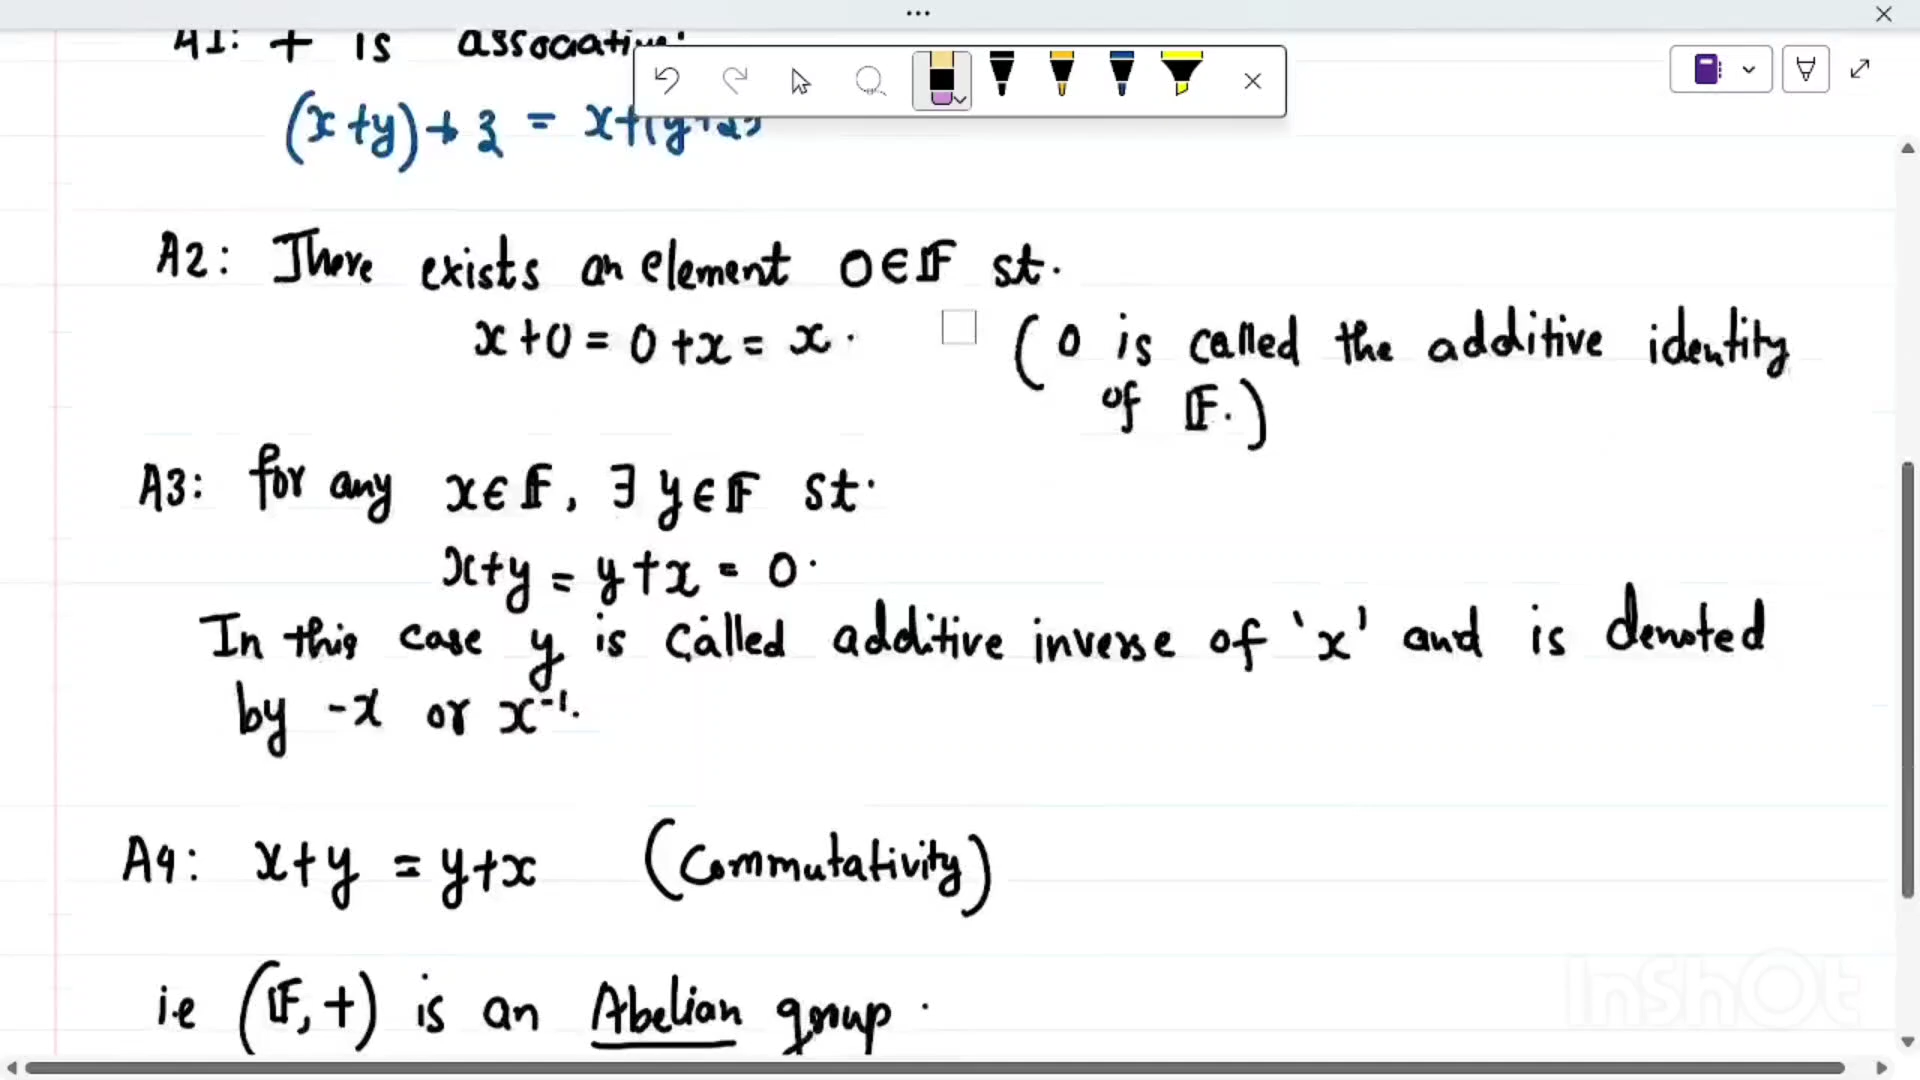 A1: + is associative.
(x+y)+z = x+(y+z)
A2: There exists an element 0∈𝔽 st.
x+0 = 0+x = x.
(0 is called the additive identity
of 𝔽.)
A3: for any x∈𝔽, ∃ y∈𝔽 st.
x+y = y+x = 0.
In this case y is called additive inverse of 'x' and is denoted
by -x or x⁻¹.
A4: x+y = y+x (Commutativity)
i.e (𝔽, +) is an Abelian group.
InShOt